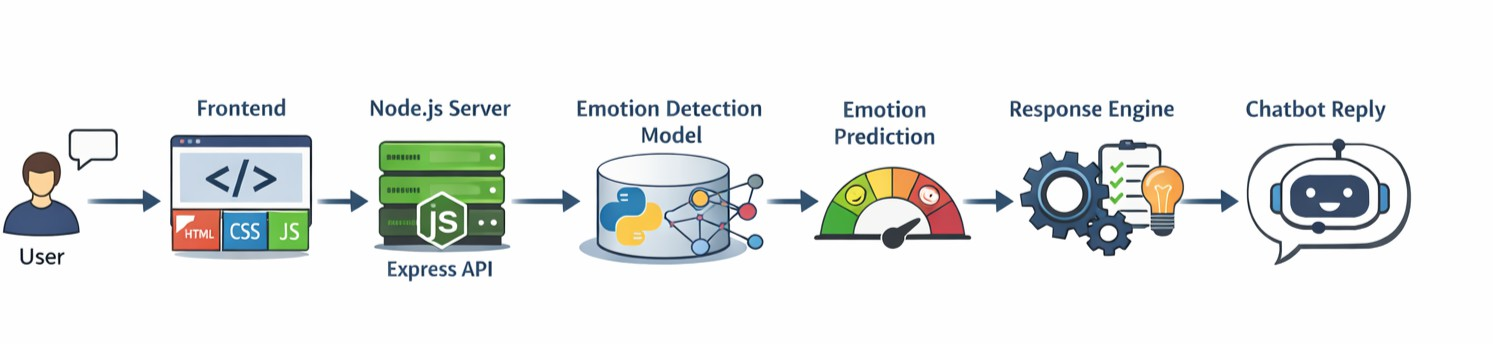 Frontend
Node.js Server
Emotion Detection
Model
Emotion
Prediction
Response Engine
Chatbot Reply
</>
HTML
CSS
JS
JS
User
Express API